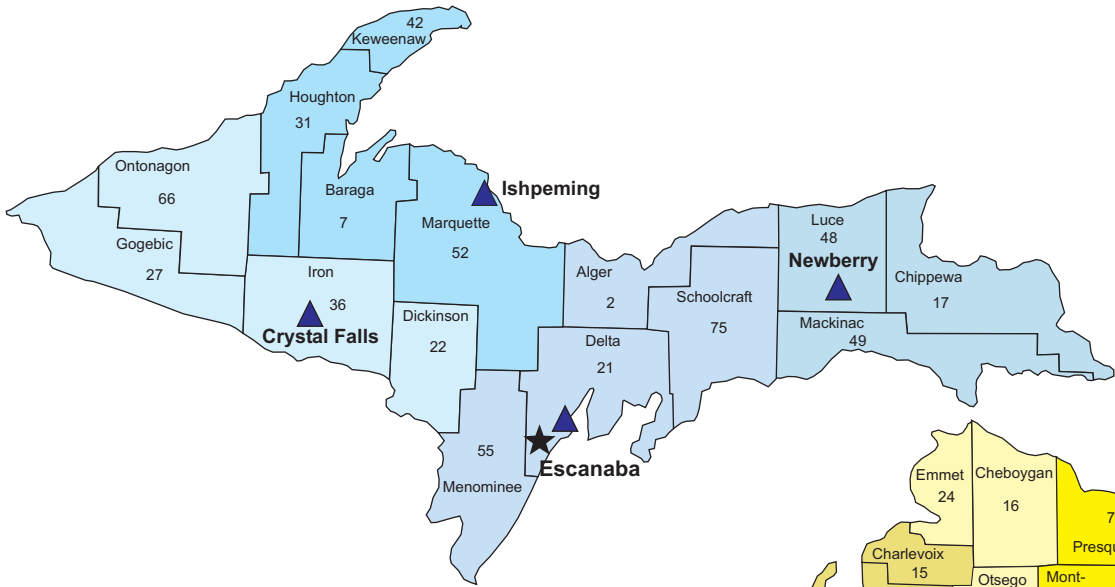 42
Keweenaw
Houghton
31
Ontonagon
66
Baraga
7
Ishpeming
Marquette
52
Gogebic
27
Iron
36
Crystal Falls
Dickinson
22
Alger
2
Schoolcraft
75
Luce
48
Newberry
Chippewa
17
Mackinac
49
Delta
21
55
Menominee
Escanaba
Emmet
24
Cheboygan
16
7
Presqu
Charlevoix
15
Otsego
Mont-